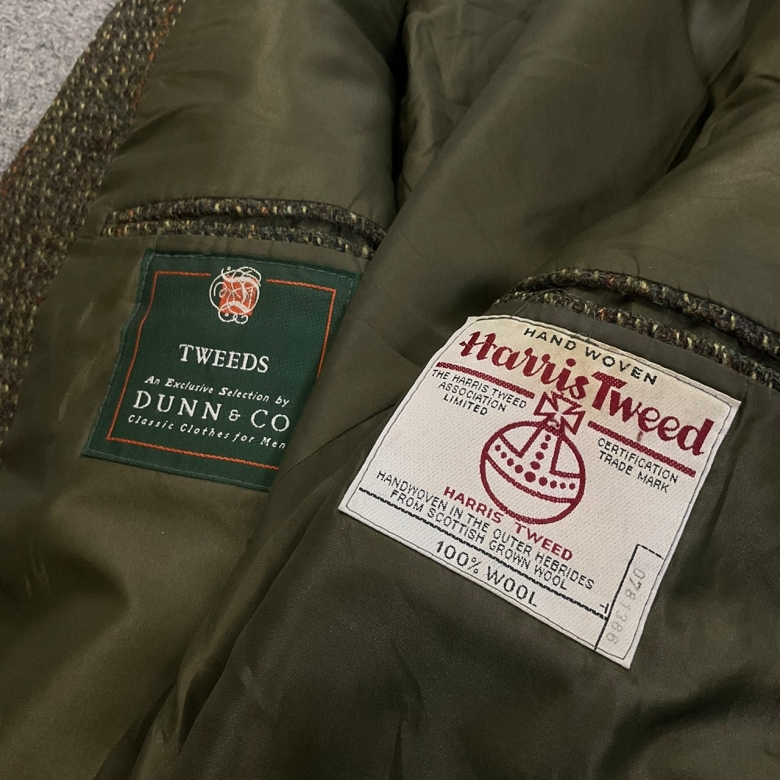 TWEEDS
An Exclusive Selection by
DUNN & CO
Classic Clothes for Men
HAND WOVEN
Harris Tweed
THE HARRIS TWEED
ASSOCIATION
LIMITED
CERTIFICATION
TRADE MARK
HARRIS TWEED
HANDWOVEN IN THE OUTER HEBRIDES
FROM SCOTTISH GROWN WOOL
100% WOOL
0781386